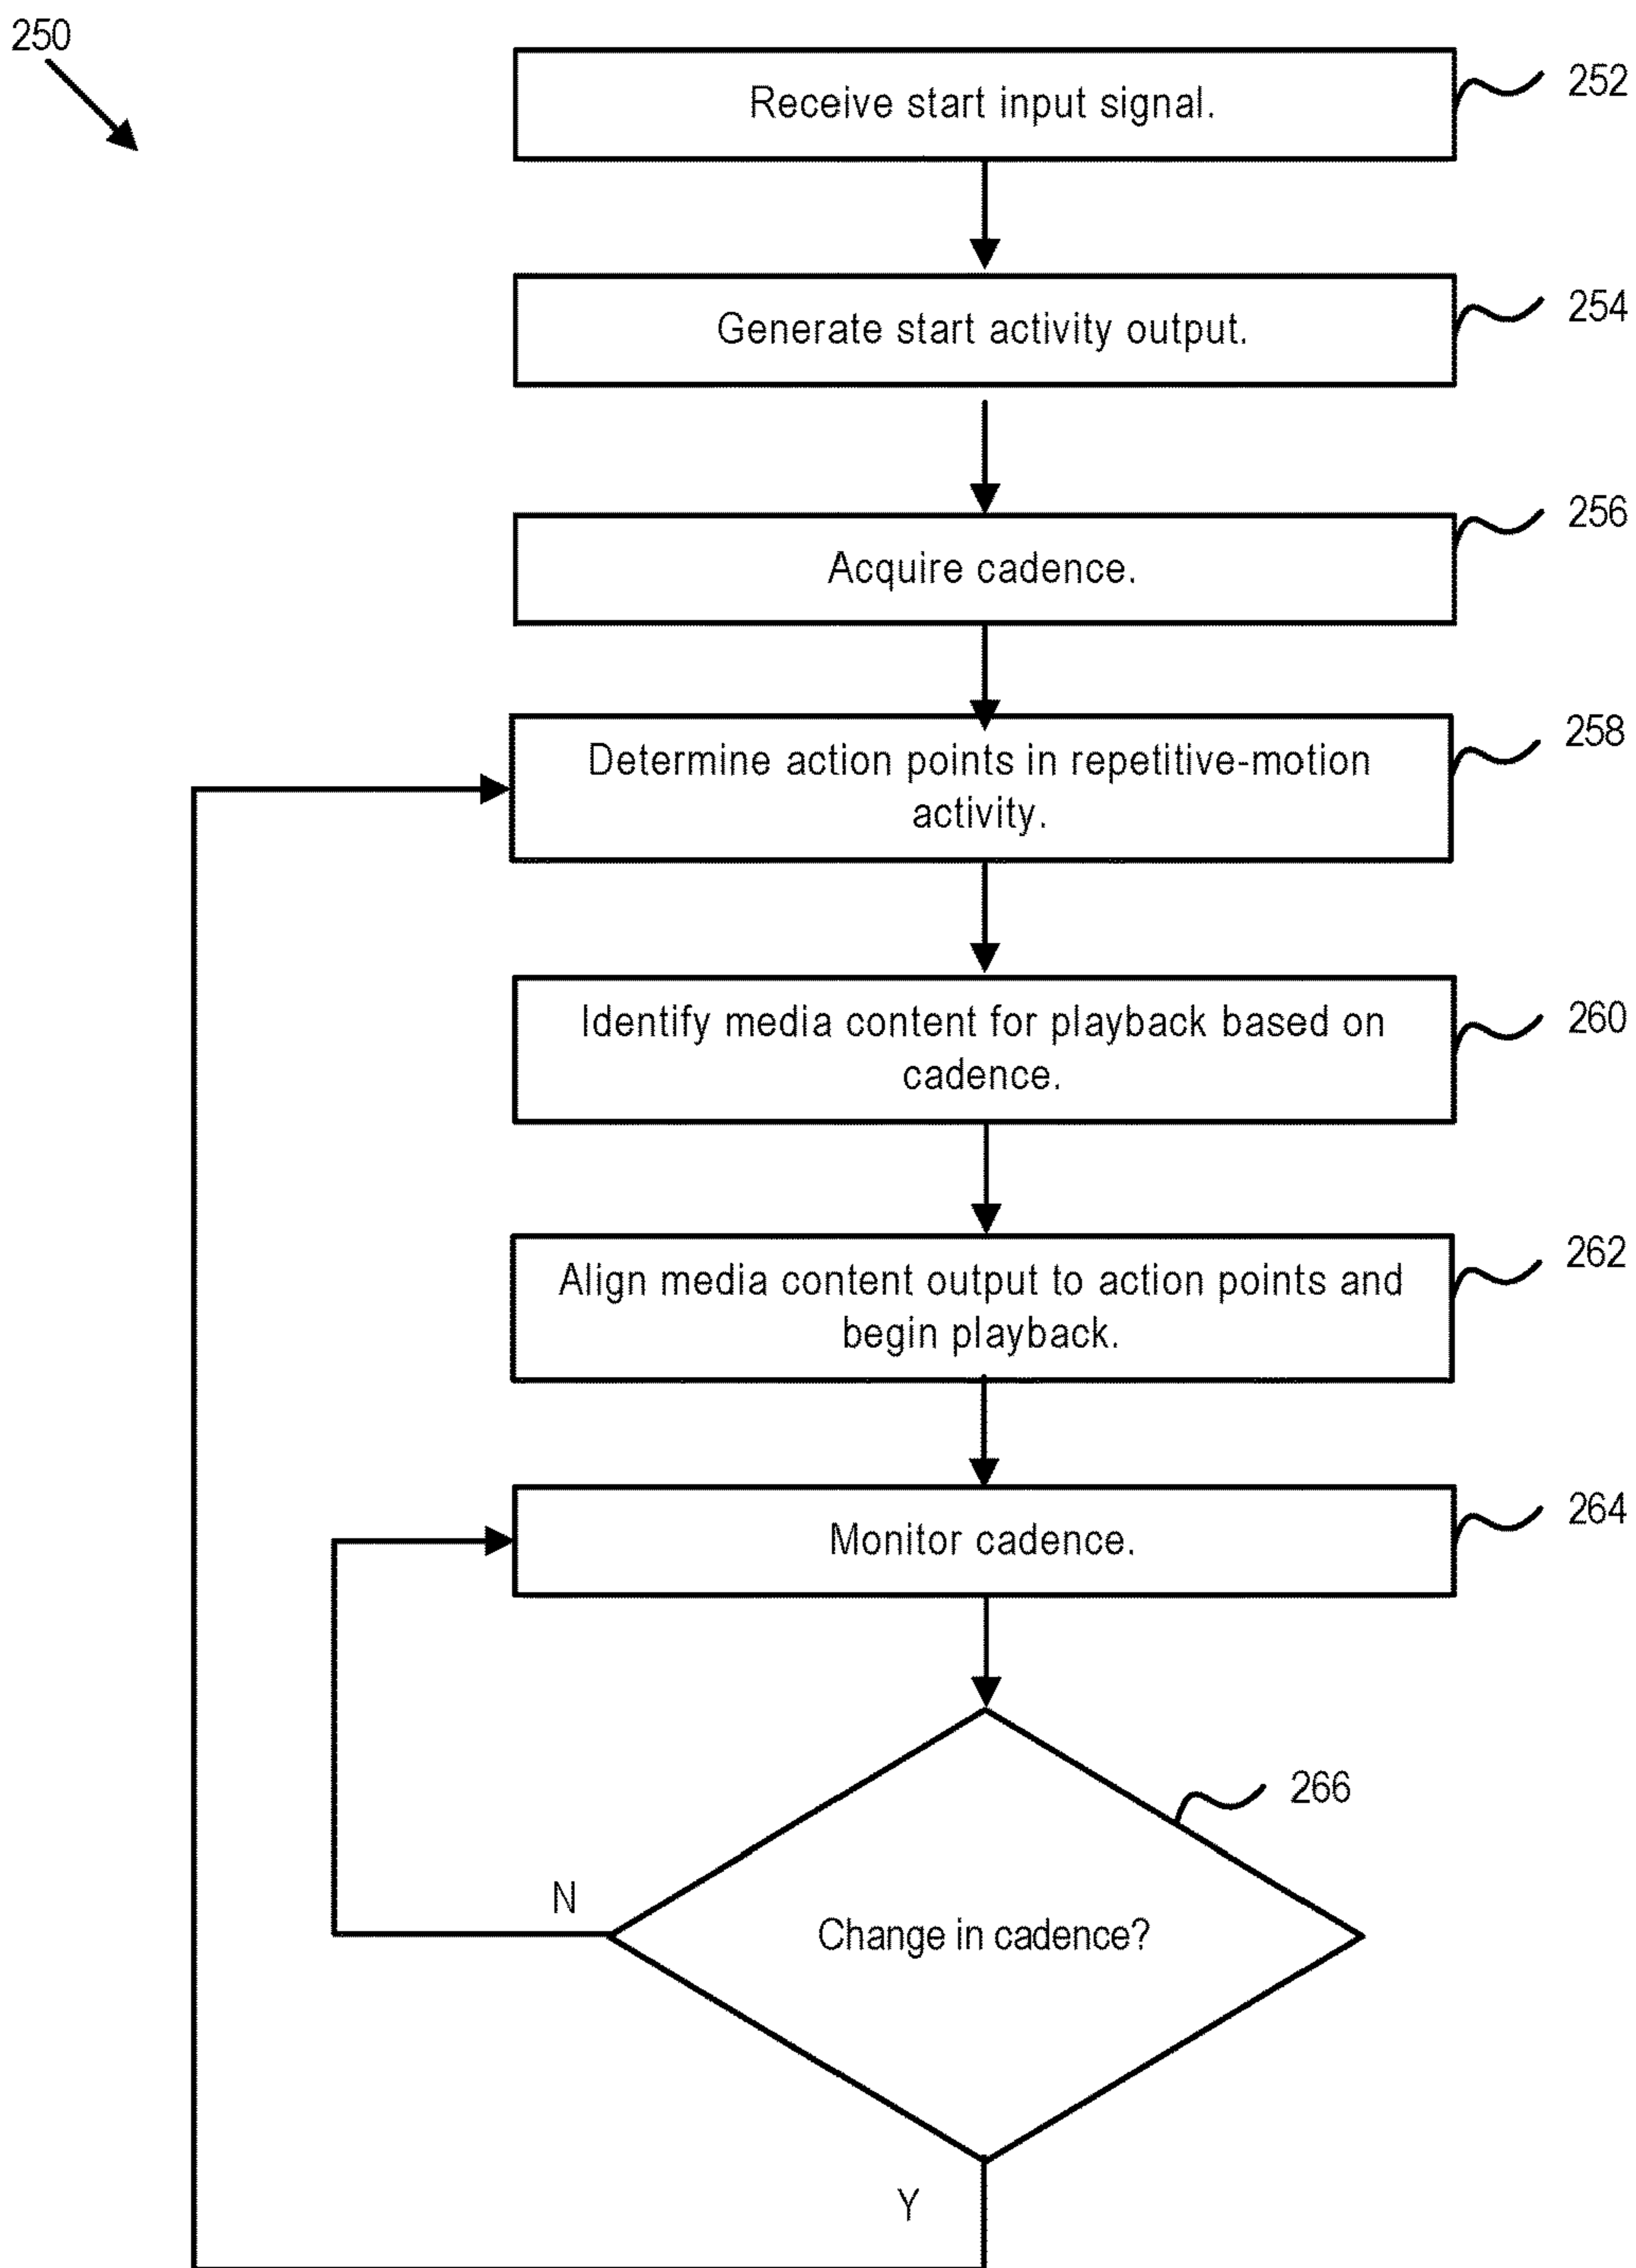 250
Receive start input signal.
252
Generate start activity output.
254
Acquire cadence.
256
Determine action points in repetitive-motion
activity.
258
Identify media content for playback based on
cadence.
260
Align media content output to action points and
begin playback.
262
Monitor cadence.
264
266
N
Change in cadence?
Y